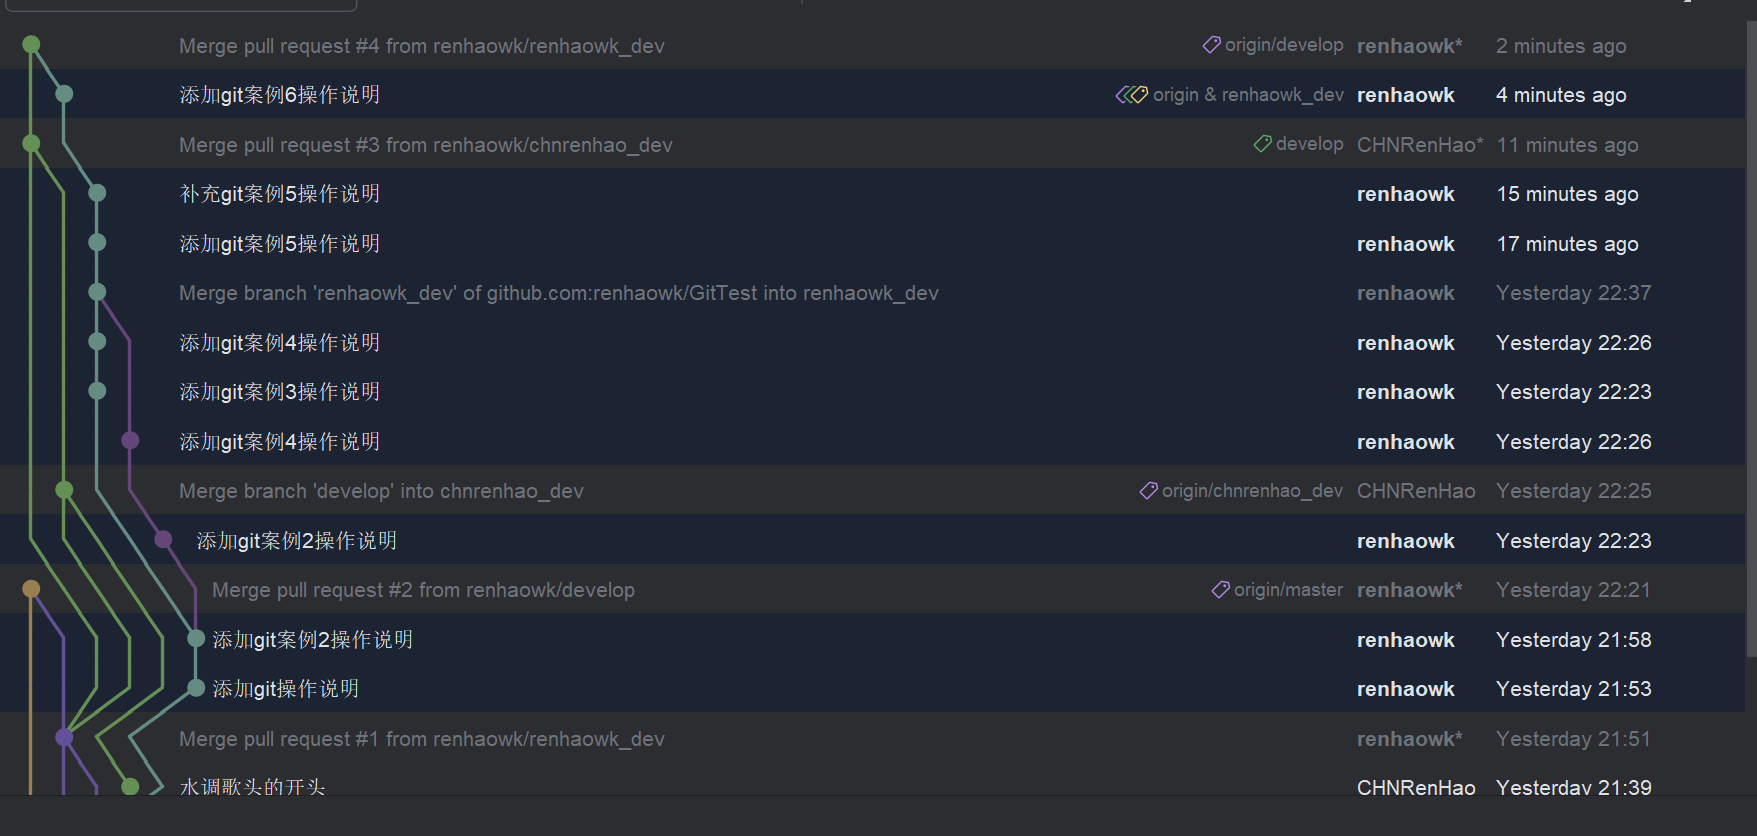 Merge pull request #4 from renhaowk/renhaowk_dev origin/develop renhaowk* 2 minutes ago
添加git案例6操作说明 origin & renhaowk_dev renhaowk 4 minutes ago
Merge pull request #3 from renhaowk/chnrenhao_dev develop CHNRenHao* 11 minutes ago
补充git案例5操作说明 renhaowk 15 minutes ago
添加git案例5操作说明 renhaowk 17 minutes ago
Merge branch 'renhaowk_dev' of github.com:renhaowk/GitTest into renhaowk_dev renhaowk Yesterday 22:37
添加git案例4操作说明 renhaowk Yesterday 22:26
添加git案例3操作说明 renhaowk Yesterday 22:23
添加git案例4操作说明 renhaowk Yesterday 22:26
Merge branch 'develop' into chnrenhao_dev origin/chnrenhao_dev CHNRenHao Yesterday 22:25
添加git案例2操作说明 renhaowk Yesterday 22:23
Merge pull request #2 from renhaowk/develop origin/master renhaowk* Yesterday 22:21
添加git案例2操作说明 renhaowk Yesterday 21:58
添加git操作说明 renhaowk Yesterday 21:53
Merge pull request #1 from renhaowk/renhaowk_dev renhaowk* Yesterday 21:51
水调歌头的开头 CHNRenHao Yesterday 21:39